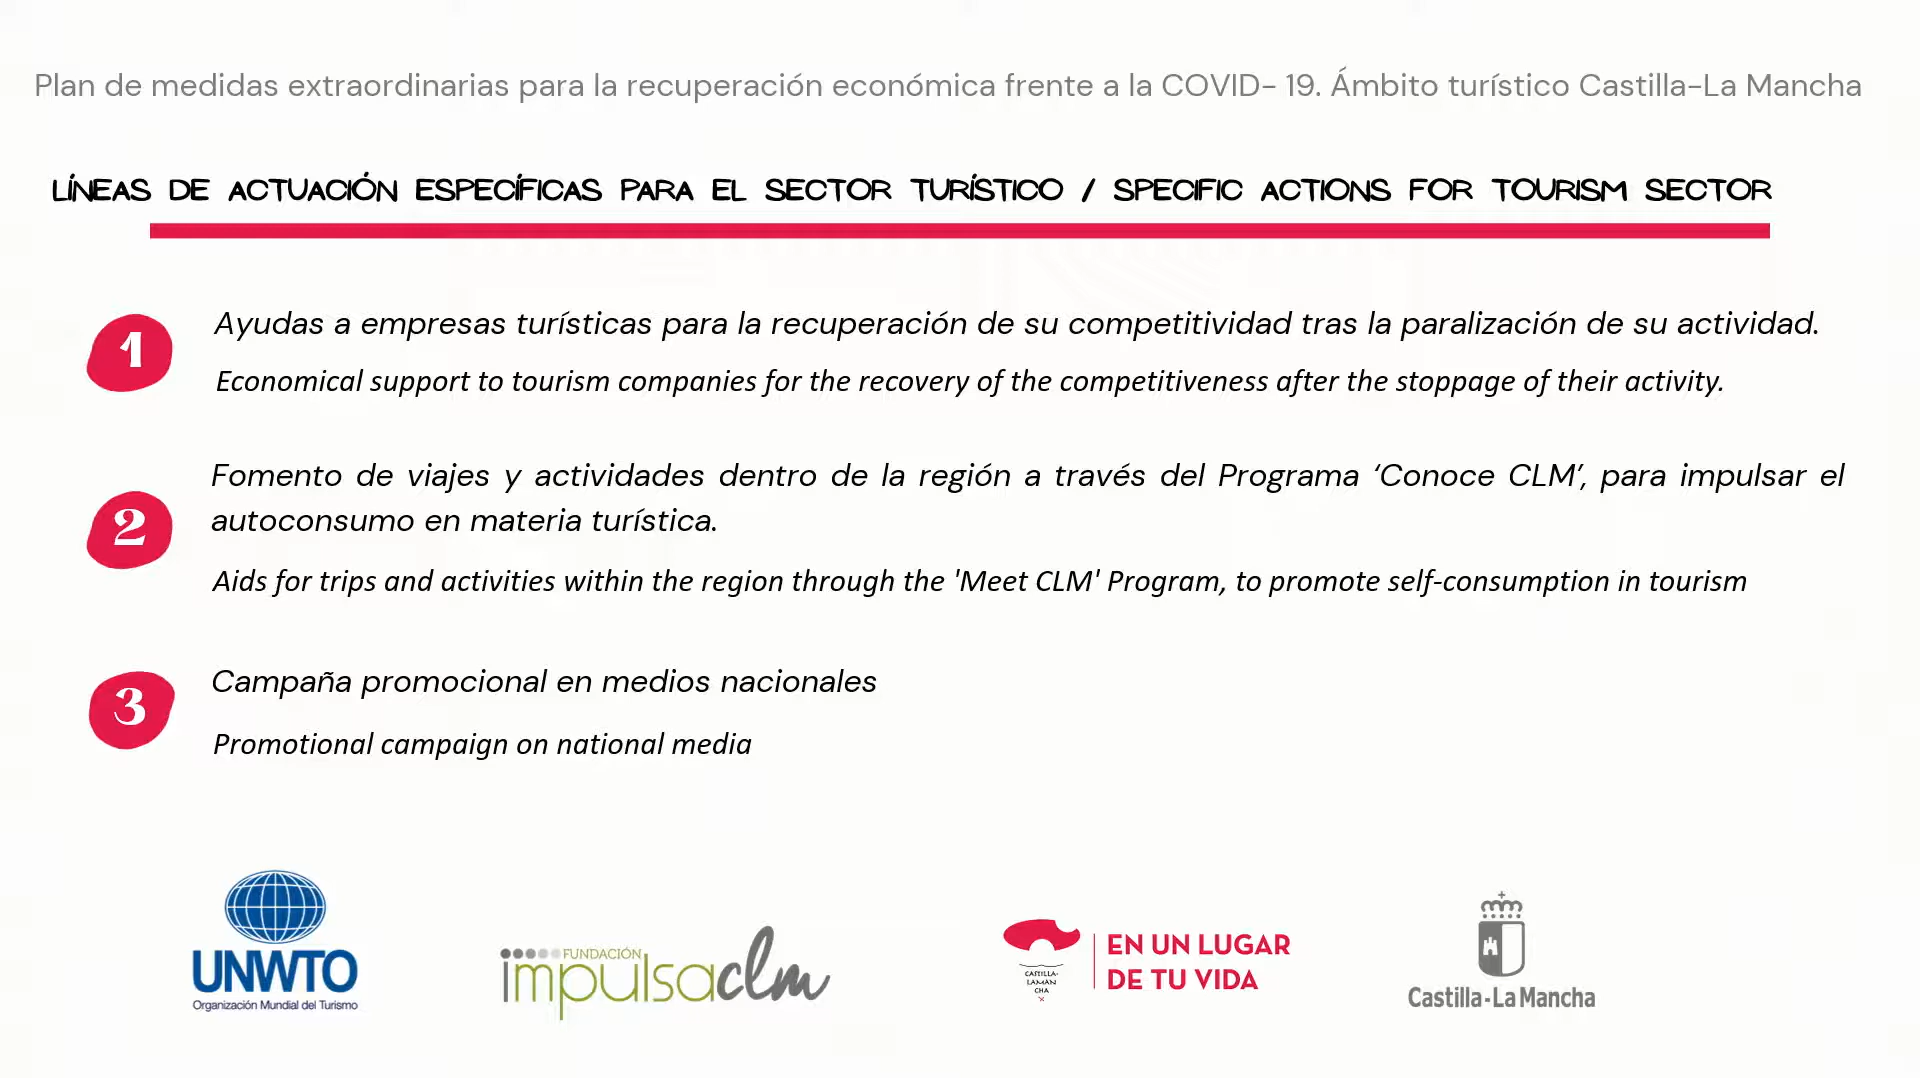 Plan de medidas extraordinarias para la recuperación económica frente a la COVID- 19. Ámbito turístico Castilla-La Mancha
LÍNEAS DE ACTUACIÓN ESPECÍFICAS PARA EL SECTOR TURÍSTICO / SPECIFIC ACTIONS FOR TOURISM SECTOR
1
Ayudas a empresas turísticas para la recuperación de su competitividad tras la paralización de su actividad.
Economical support to tourism companies for the recovery of the competitiveness after the stoppage of their activity.
2
Fomento de viajes y actividades dentro de la región a través del Programa ‘Conoce CLM’, para impulsar el
autoconsumo en materia turística.
Aids for trips and activities within the region through the 'Meet CLM' Program, to promote self-consumption in tourism
3
Campaña promocional en medios nacionales
Promotional campaign on national media
UNWTO
Organización Mundial del Turismo
FUNDACIÓN
impulsaclm
CASTILLA-
LAMAN
CHA
EN UN LUGAR
DE TU VIDA
Castilla-La Mancha